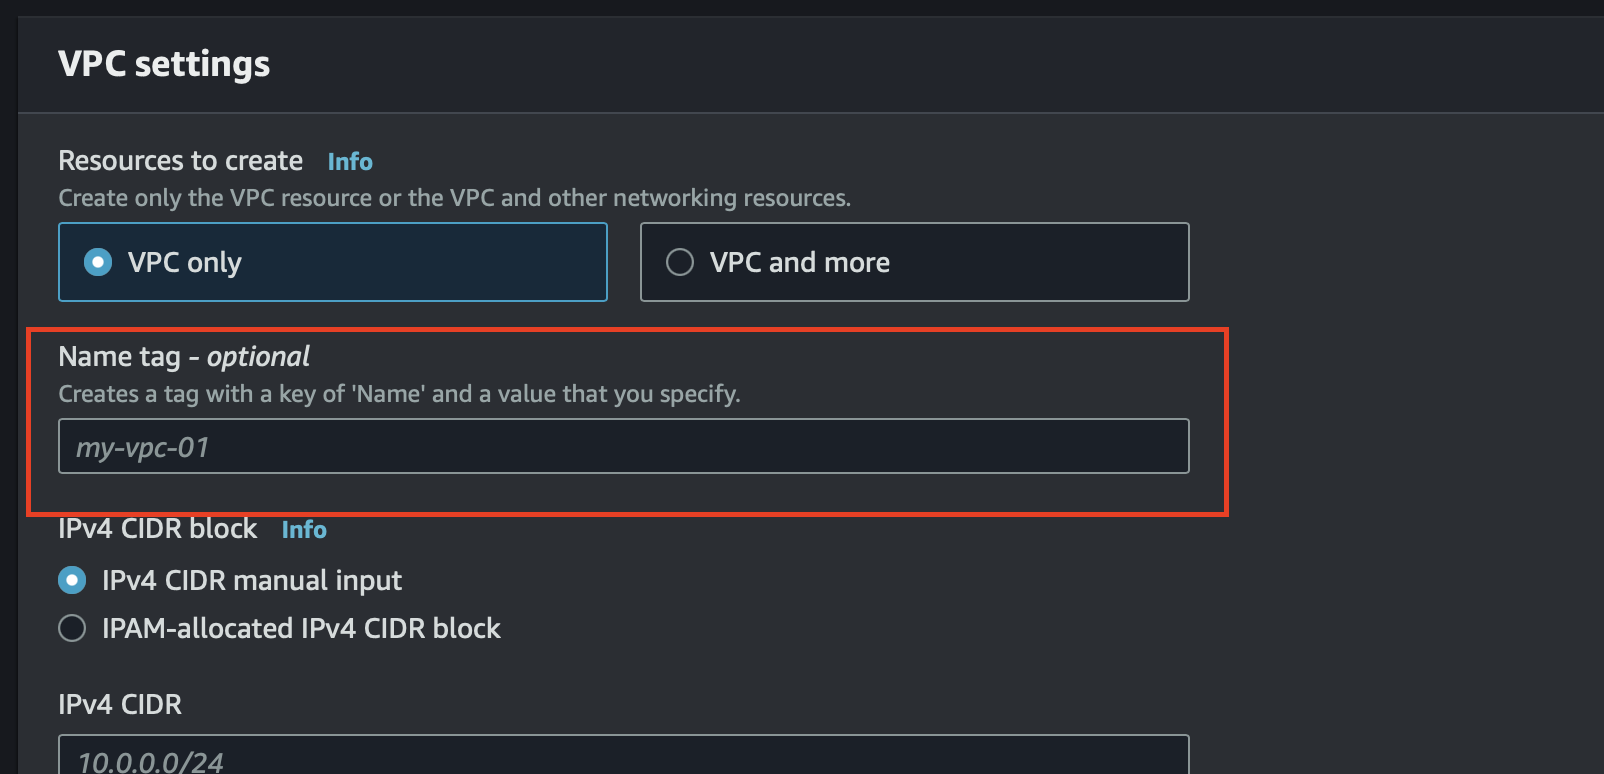 VPC settings
Resources to create Info
Create only the VPC resource or the VPC and other networking resources.
VPC only VPC and more
Name tag - optional
Creates a tag with a key of 'Name' and a value that you specify.
my-vpc-01
IPv4 CIDR block Info
IPv4 CIDR manual input
IPAM-allocated IPv4 CIDR block
IPv4 CIDR
10.0.0.0/24